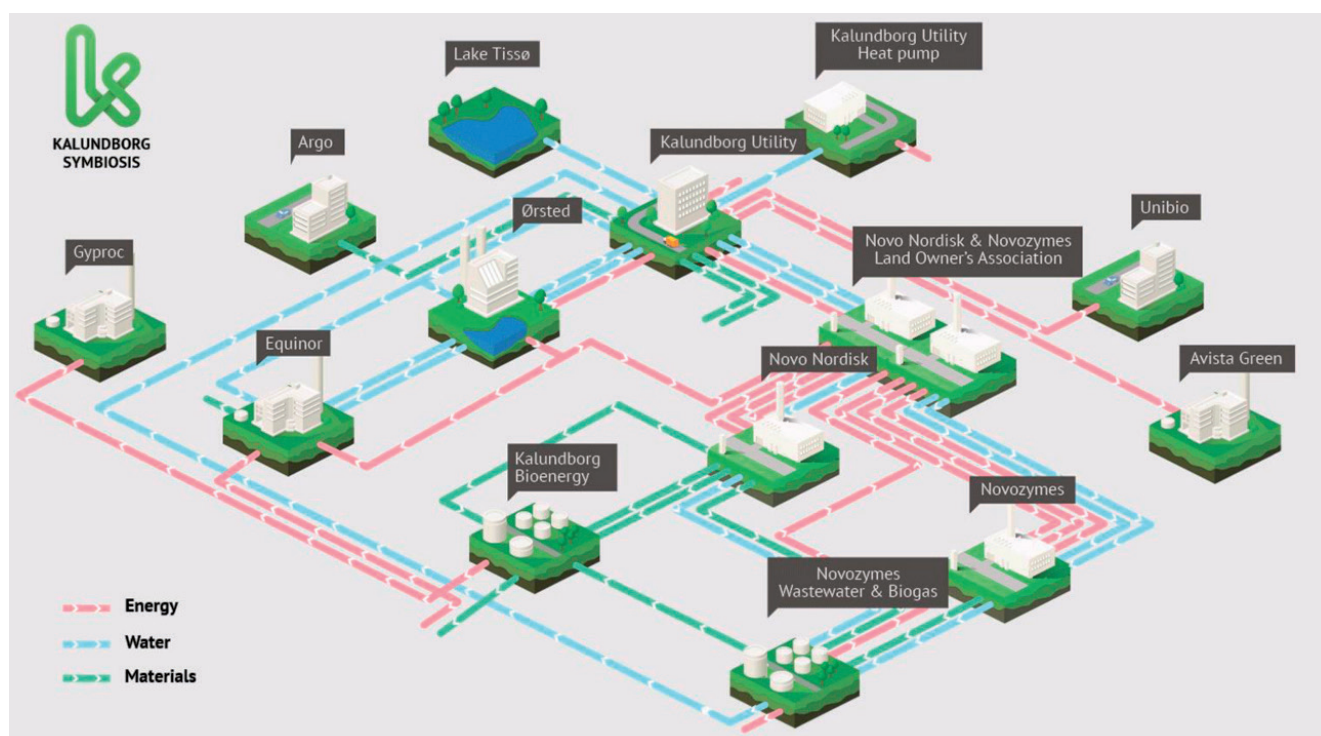 KALUNDBORG
SYMBIOSIS
Lake Tissø
Kalundborg Utility
Heat pump
Argo
Kalundborg Utility
Ørsted
Unibio
Gyproc
Novo Nordisk & Novozymes
Land Owner's Association
Equinor
Novo Nordisk
Avista Green
Kalundborg
Bioenergy
Novozymes
Novozymes
Wastewater & Biogas
Energy
Water
Materials